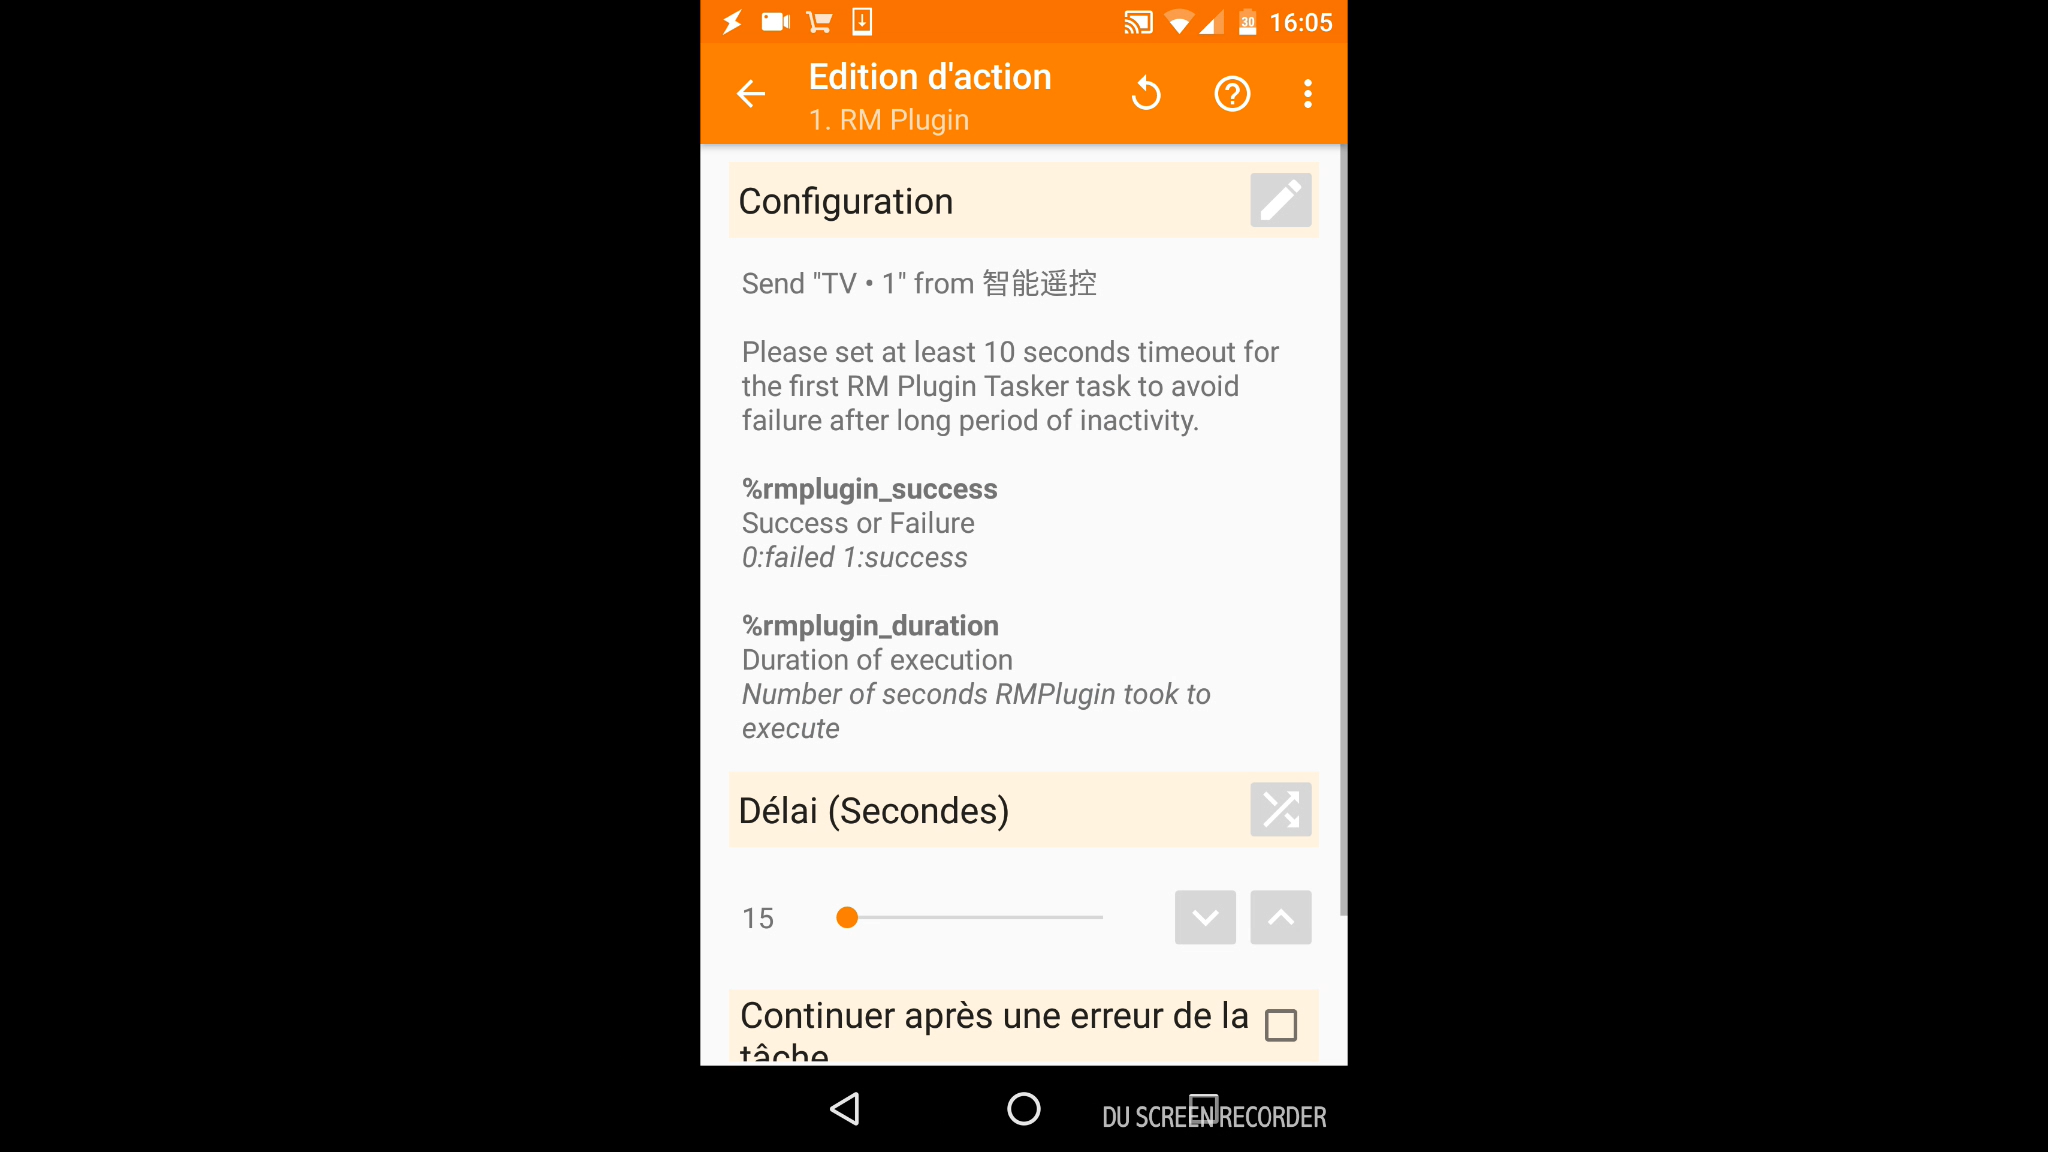 30 16:05
Edition d'action
1. RM Plugin
Configuration
Send "TV • 1" from 智能遥控
Please set at least 10 seconds timeout for
the first RM Plugin Tasker task to avoid
failure after long period of inactivity.
%rmplugin_success
Success or Failure
0:failed 1:success
%rmplugin_duration
Duration of execution
Number of seconds RMPlugin took to
execute
Délai (Secondes)
15
Continuer après une erreur de la
tâche
DU SCREEN RECORDER